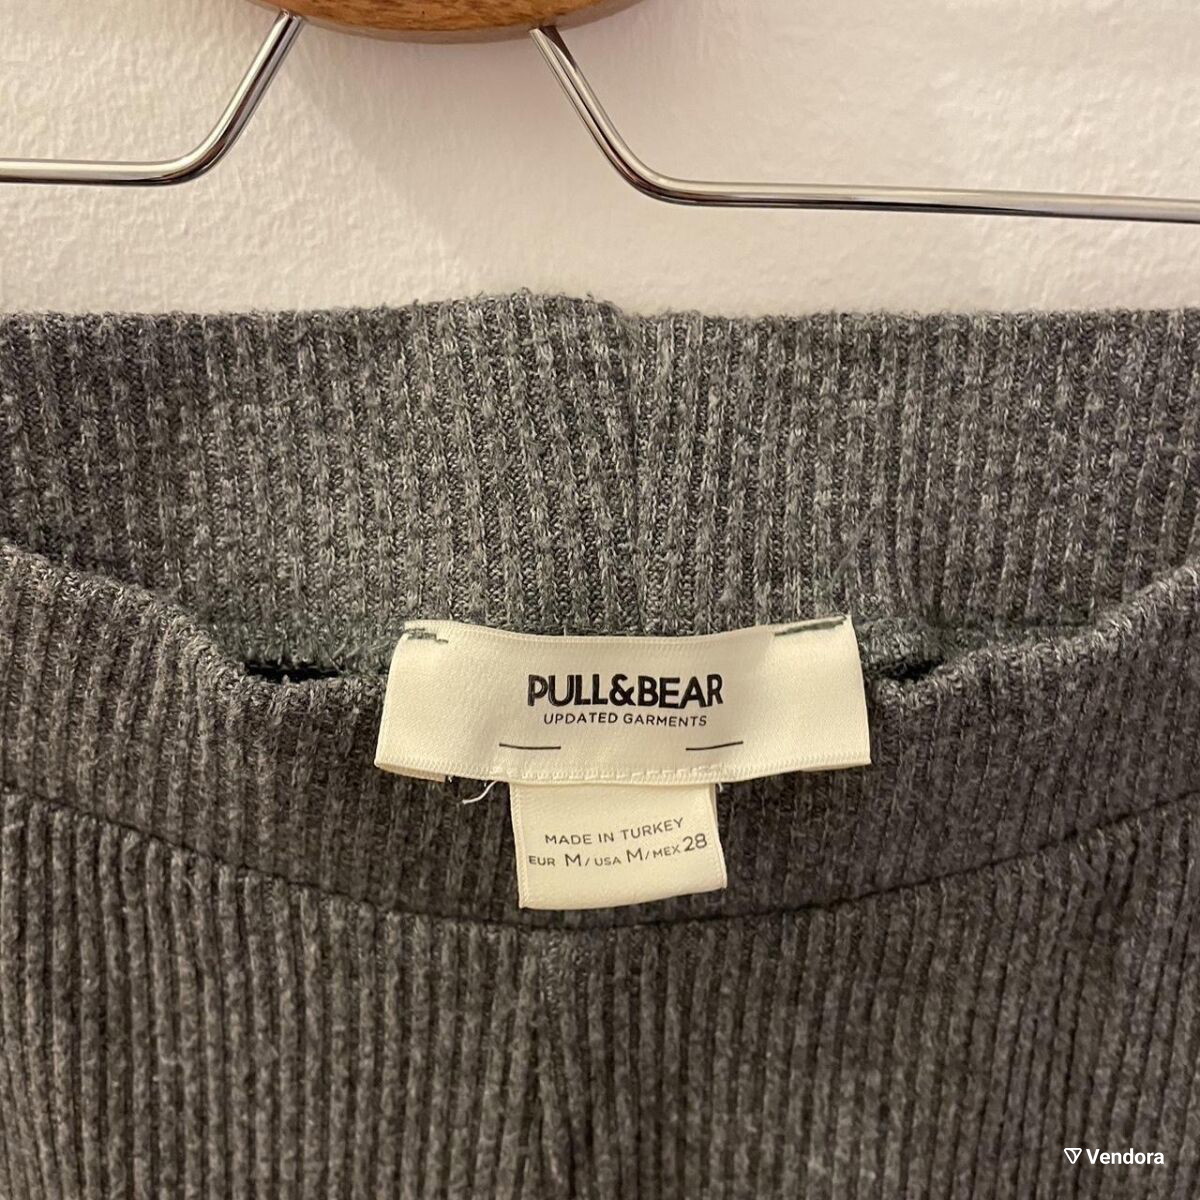 PULL&BEAR
UPDATED GARMENTS
MADE IN TURKEY
EUR M/USA M/MEX 28
Vendora